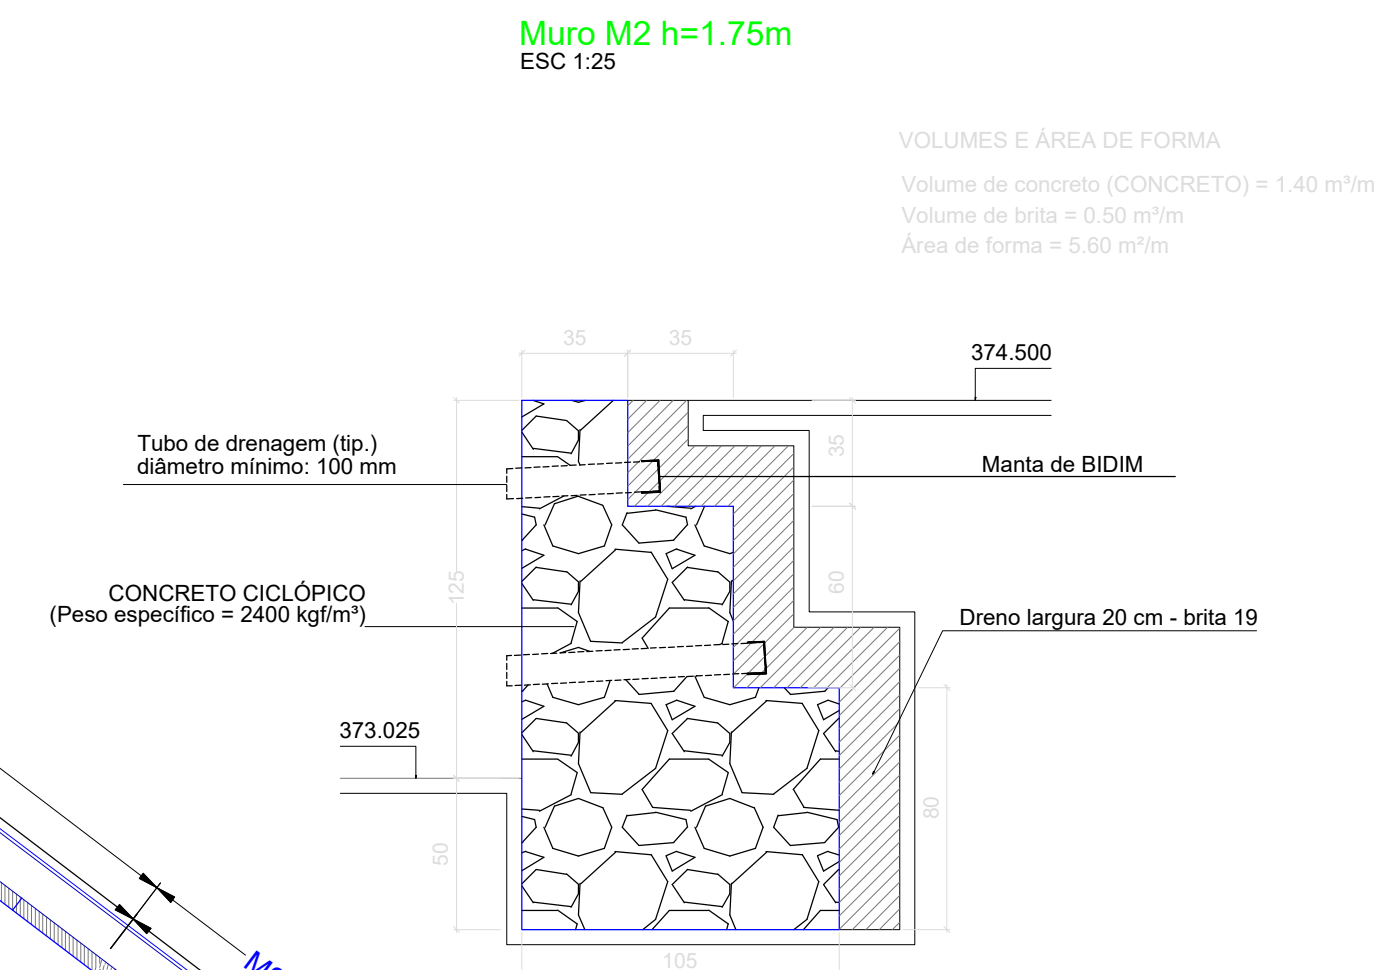 Muro M2 h=1.75m
ESC 1:25
VOLUMES E ÁREA DE FORMA
Volume de concreto (CONCRETO) = 1.40 m³/m
Volume de brita = 0.50 m³/m
Área de forma = 5.60 m²/m
35
35
374.500
Tubo de drenagem (tip.)
diâmetro mínimo: 100 mm
35
Manta de BIDIM
125
60
CONCRETO CICLÓPICO
(Peso específico = 2400 kgf/m³)
Dreno largura 20 cm - brita 19
373.025
80
50
105